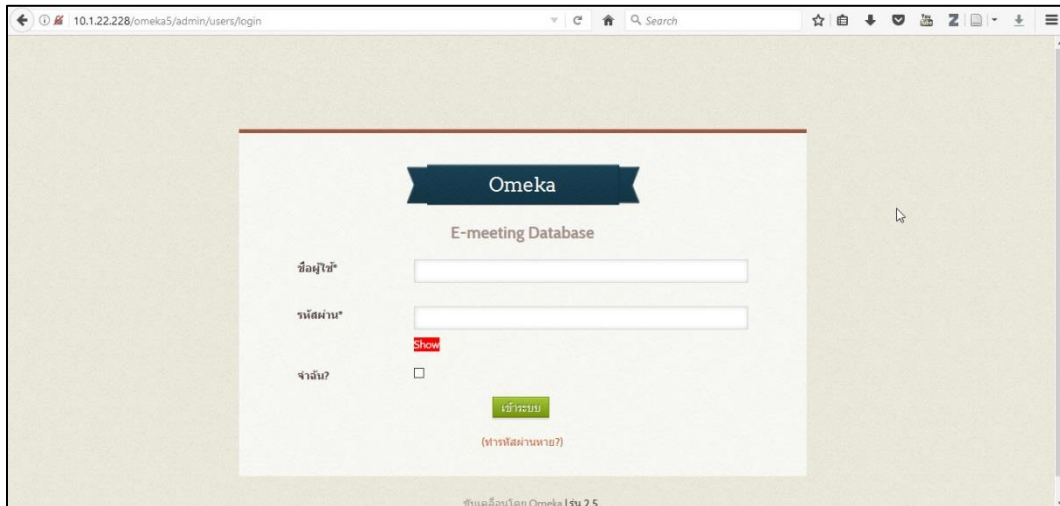 10.1.22.228/omeka5/admin/users/login
Search
Omeka
E-meeting Database
ชื่อผู้ใช้*
รหัสผ่าน*
Show
จำฉัน?
เข้าระบบ
(ทำรหัสผ่านหาย?)
ขับเคลื่อนโดย Omeka | รุ่น 2.5